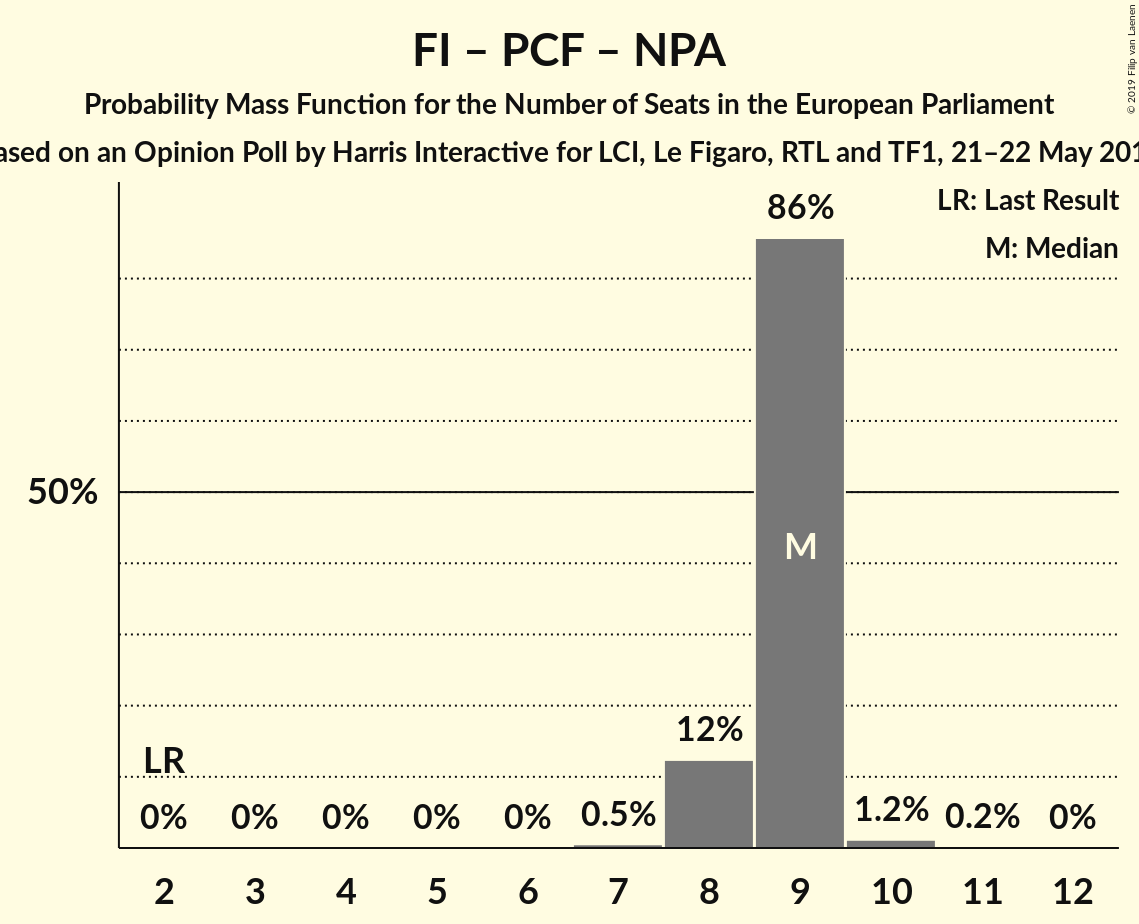 FI – PCF – NPA
Probability Mass Function for the Number of Seats in the European Parliament
ased on an Opinion Poll by Harris Interactive for LCI, Le Figaro, RTL and TF1, 21–22 May 201
© 2019 Filip van Laenen
LR: Last Result
M: Median
86%
50%
M
12%
LR
0% 0% 0% 0% 0% 0.5% 1.2% 0.2% 0%
2 3 4 5 6 7 8 9 10 11 12